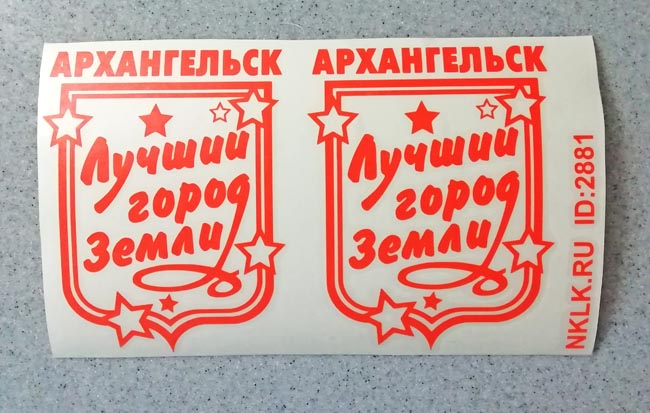 АРХАНГЕЛЬСК
Лучший
город
Земли
АРХАНГЕЛЬСК
Лучший
город
Земли
NKLK.RU ID:2881